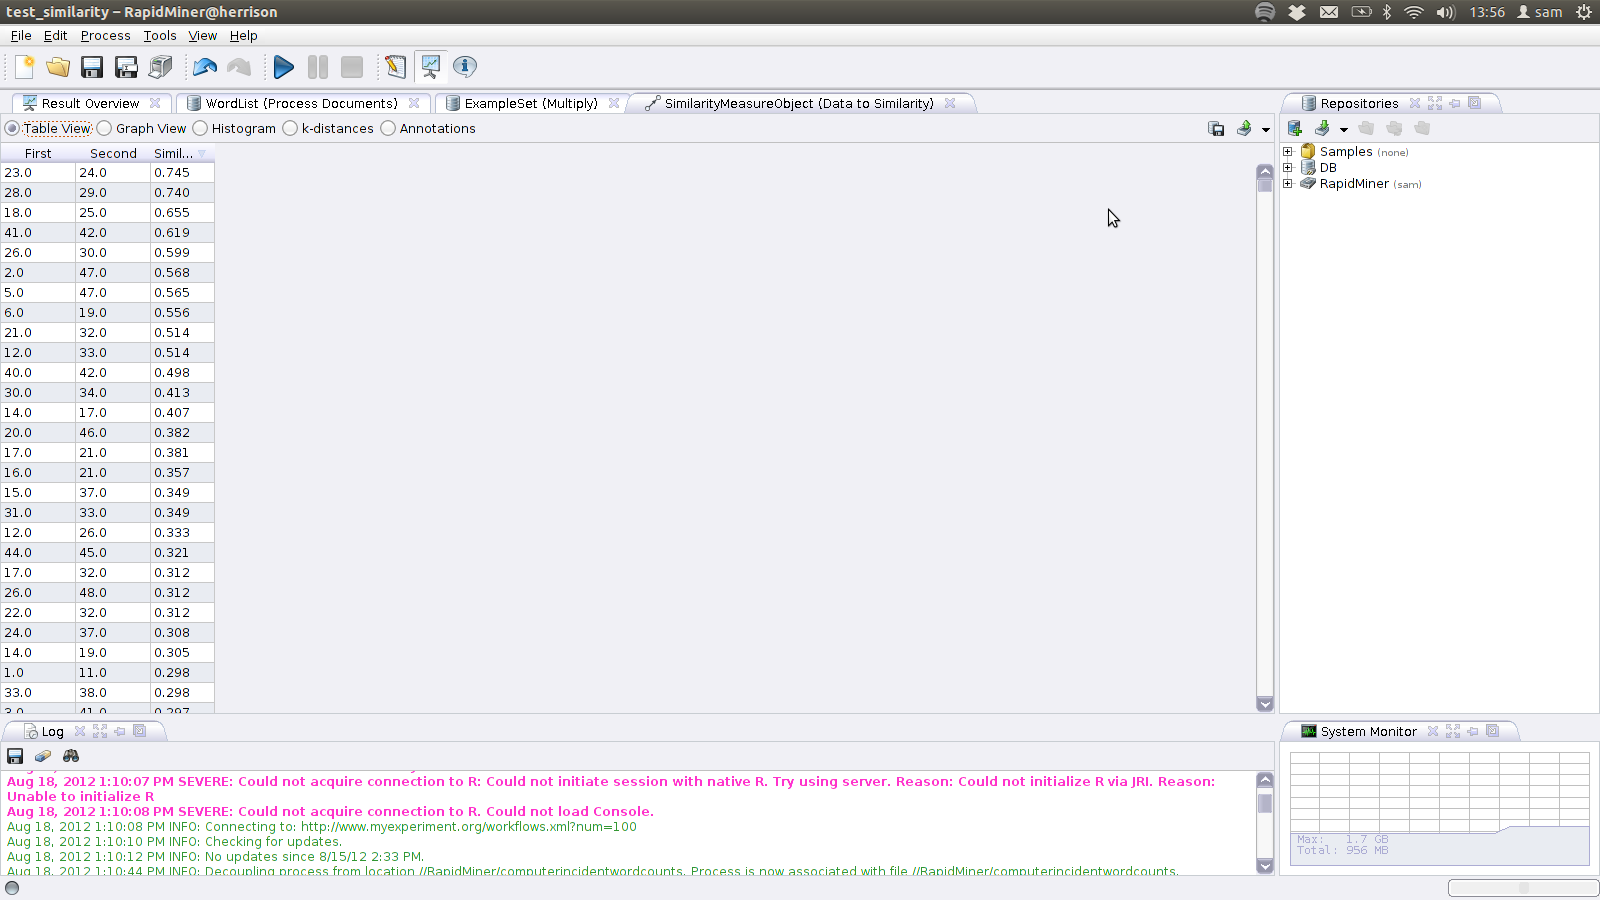 test_similarity – RapidMiner@herrison
13:56 sam
File Edit Process Tools View Help
Result Overview WordList (Process Documents) ExampleSet (Multiply) SimilarityMeasureObject (Data to Similarity) Repositories
Table View Graph View Histogram k-distances Annotations
First Second Simil...
23.0 24.0 0.745
28.0 29.0 0.740
18.0 25.0 0.655
41.0 42.0 0.619
26.0 30.0 0.599
2.0 47.0 0.568
5.0 47.0 0.565
6.0 19.0 0.556
21.0 32.0 0.514
12.0 33.0 0.514
40.0 42.0 0.498
30.0 34.0 0.413
14.0 17.0 0.407
20.0 46.0 0.382
17.0 21.0 0.381
16.0 21.0 0.357
15.0 37.0 0.349
31.0 33.0 0.349
12.0 26.0 0.333
44.0 45.0 0.321
17.0 32.0 0.312
26.0 48.0 0.312
22.0 32.0 0.312
24.0 37.0 0.308
14.0 19.0 0.305
1.0 11.0 0.298
33.0 38.0 0.298
3.0 41.0 0.297
Samples (none)
DB
RapidMiner (sam)
Log
Aug 18, 2012 1:10:07 PM SEVERE: Could not acquire connection to R: Could not initiate session with native R. Try using server. Reason: Could not initialize R via JRI. Reason:
Unable to initialize R
Aug 18, 2012 1:10:08 PM SEVERE: Could not acquire connection to R. Could not load Console.
Aug 18, 2012 1:10:08 PM INFO: Connecting to: http://www.myexperiment.org/workflows.xml?num=100
Aug 18, 2012 1:10:10 PM INFO: Checking for updates.
Aug 18, 2012 1:10:12 PM INFO: No updates since 8/15/12 2:33 PM.
Aug 18, 2012 1:10:44 PM INFO: Decoupling process from location //RapidMiner/computerincidentwordcounts. Process is now associated with file //RapidMiner/computerincidentwordcounts.
System Monitor
Max: 1.7 GB
Total: 956 MB